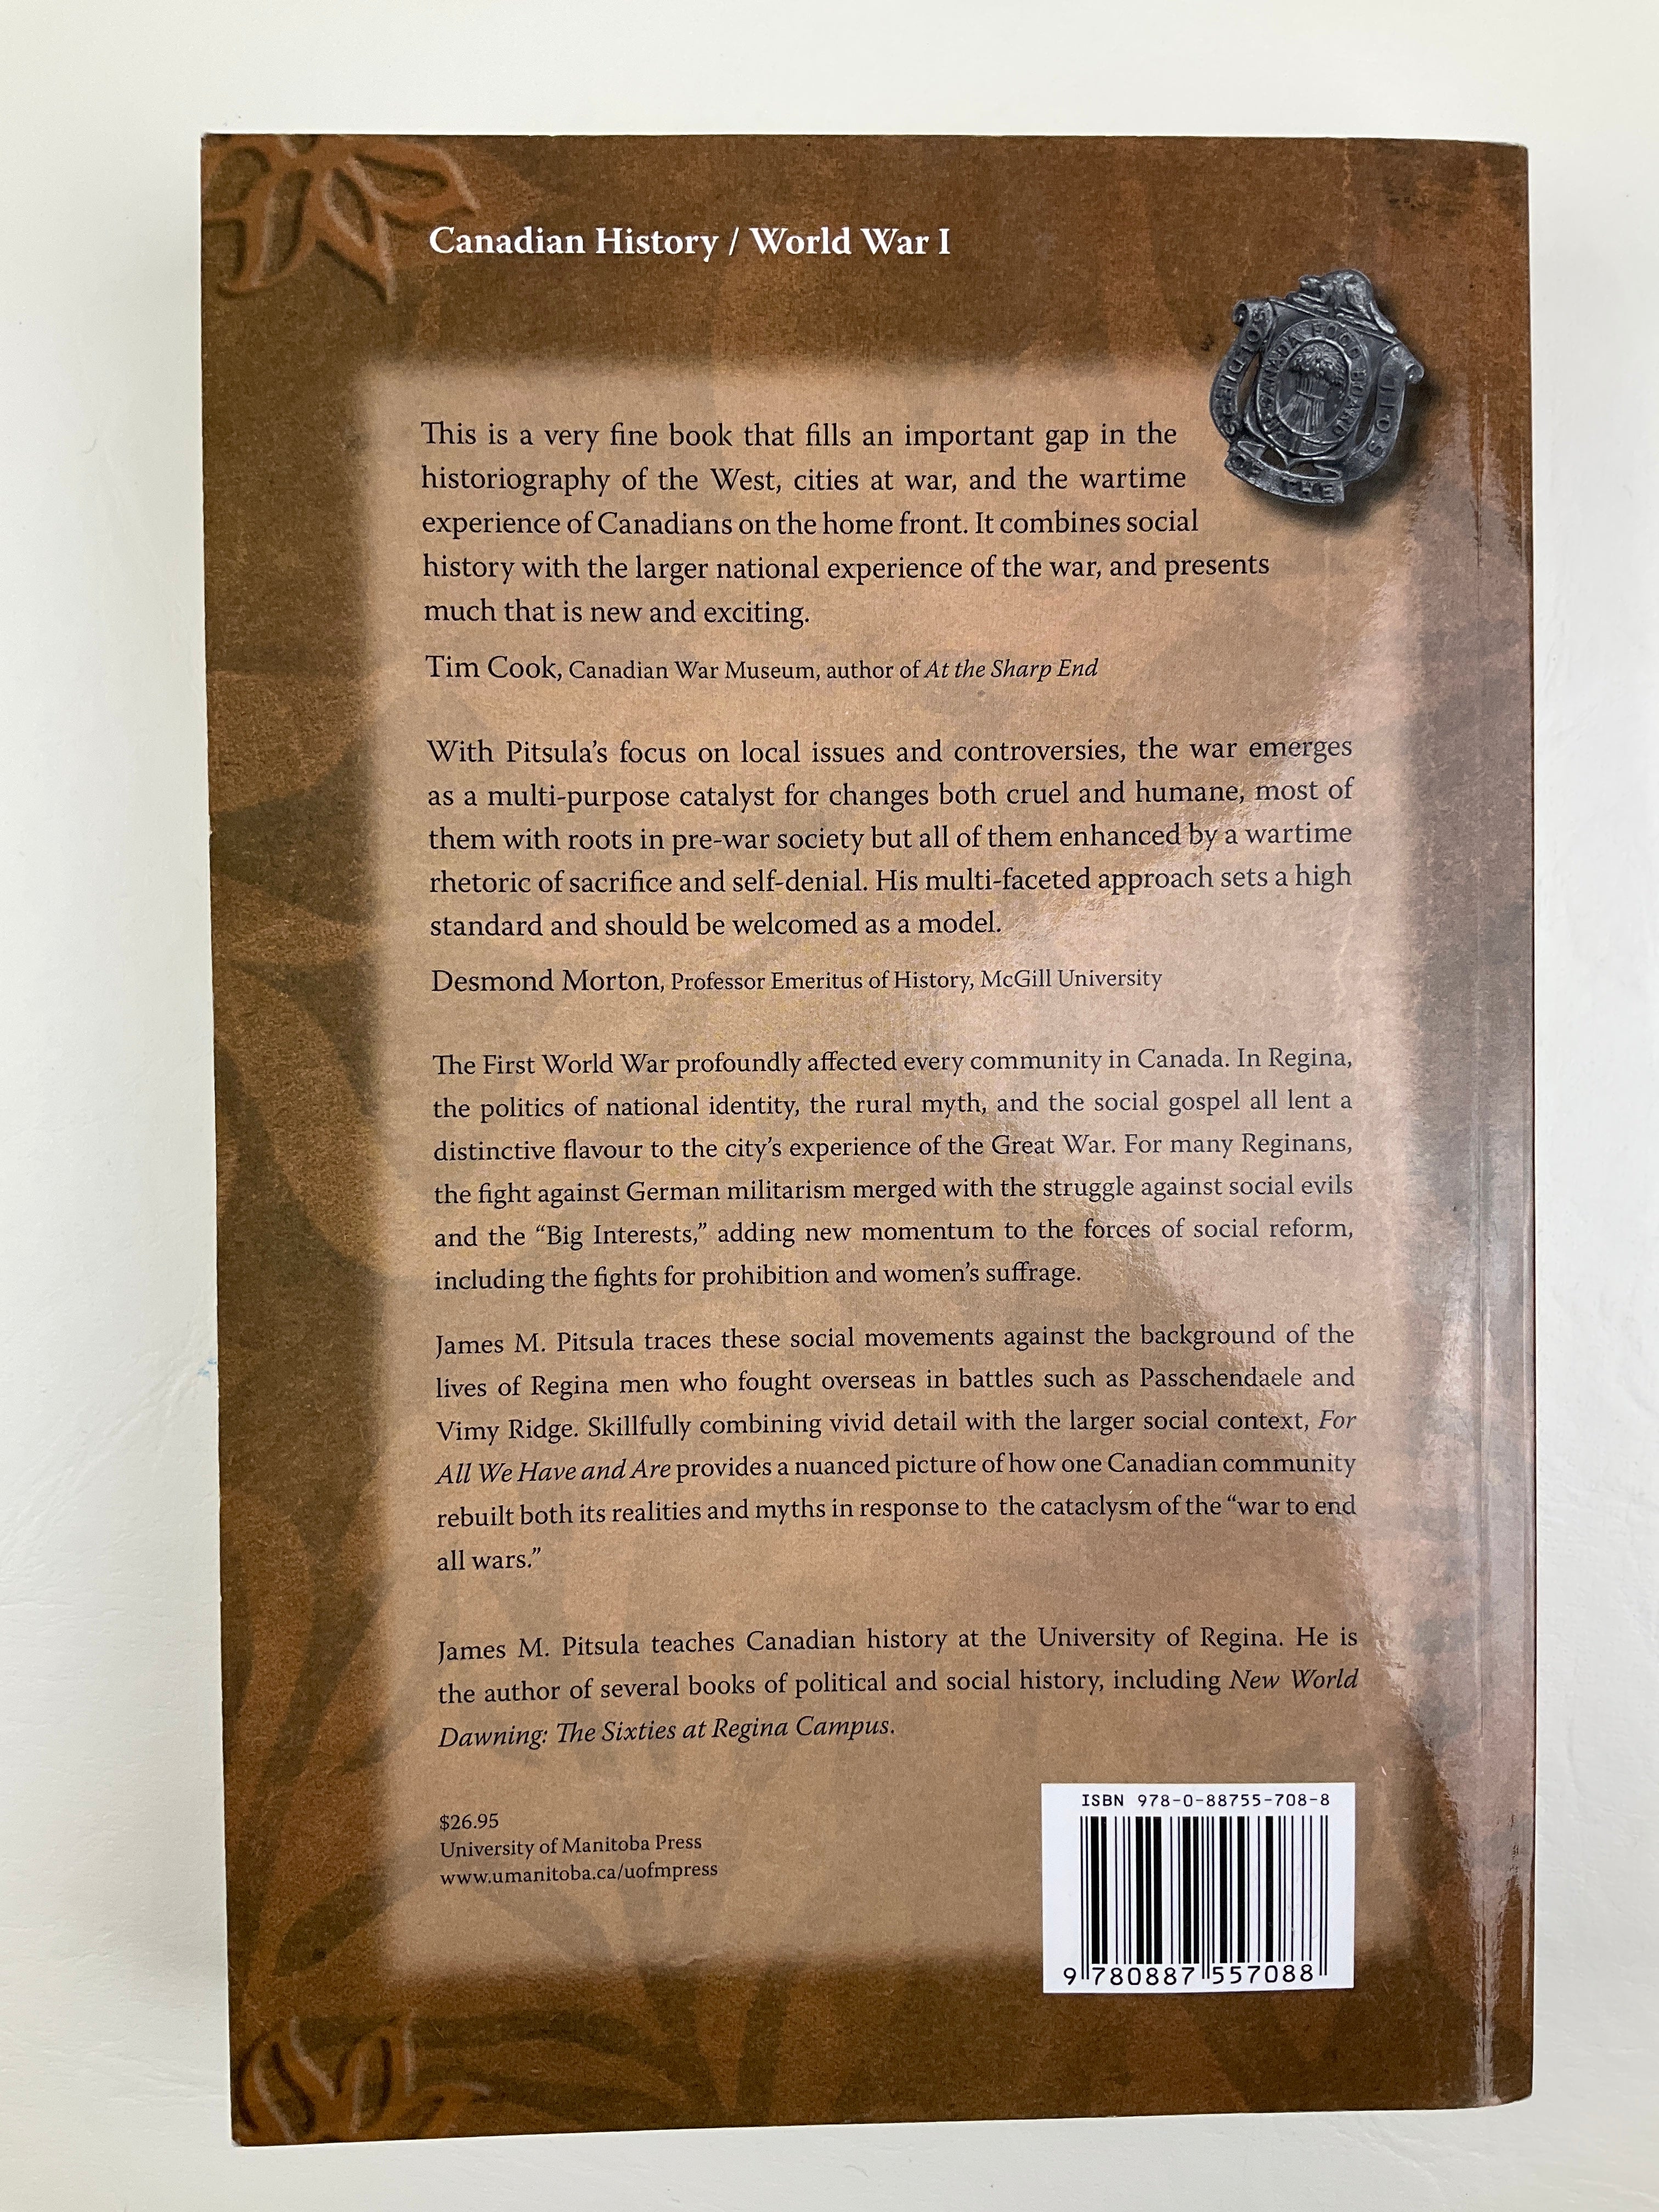 Canadian History / World War I
SOLDIERS
OF THE
SOIL
CANADA FOOD BOARD
This is a very fine book that fills an important gap in the
historiography of the West, cities at war, and the wartime
experience of Canadians on the home front. It combines social
history with the larger national experience of the war, and presents
much that is new and exciting.
Tim Cook, Canadian War Museum, author of At the Sharp End
With Pitsula’s focus on local issues and controversies, the war emerges
as a multi-purpose catalyst for changes both cruel and humane, most of
them with roots in pre-war society but all of them enhanced by a wartime
rhetoric of sacrifice and self-denial. His multi-faceted approach sets a high
standard and should be welcomed as a model.
Desmond Morton, Professor Emeritus of History, McGill University
The First World War profoundly affected every community in Canada. In Regina,
the politics of national identity, the rural myth, and the social gospel all lent a
distinctive flavour to the city’s experience of the Great War. For many Reginans,
the fight against German militarism merged with the struggle against social evils
and the “Big Interests,” adding new momentum to the forces of social reform,
including the fights for prohibition and women’s suffrage.
James M. Pitsula traces these social movements against the background of the
lives of Regina men who fought overseas in battles such as Passchendaele and
Vimy Ridge. Skillfully combining vivid detail with the larger social context, For
All We Have and Are provides a nuanced picture of how one Canadian community
rebuilt both its realities and myths in response to the cataclysm of the “war to end
all wars.”
James M. Pitsula teaches Canadian history at the University of Regina. He is
the author of several books of political and social history, including New World
Dawning: The Sixties at Regina Campus.
$26.95
University of Manitoba Press
www.umanitoba.ca/uofmpress
ISBN 978-0-88755-708-8
9 780887 557088